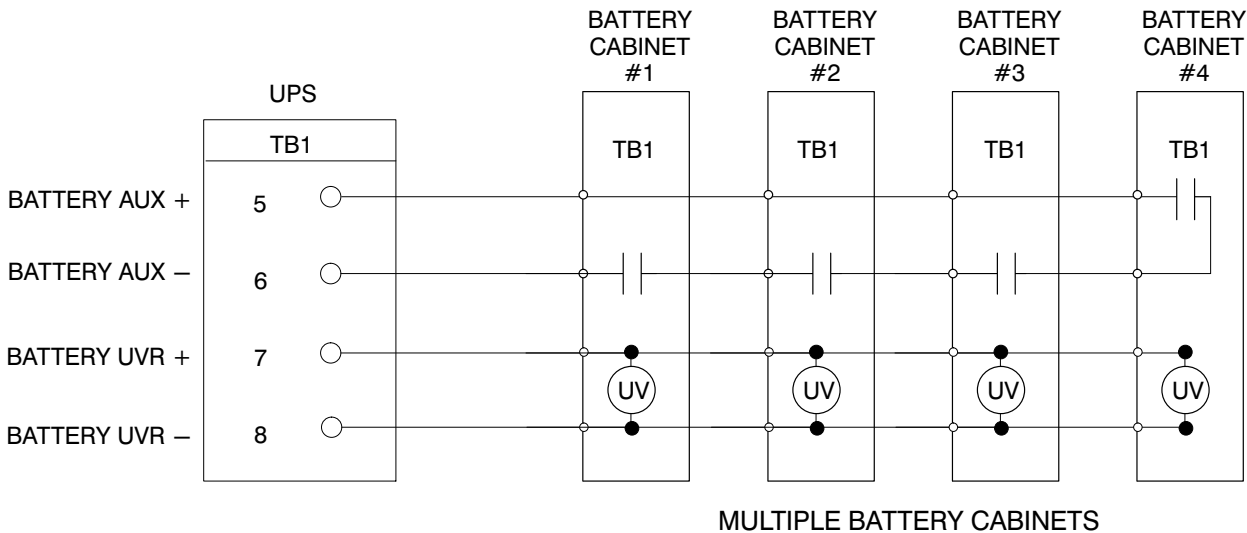 BATTERY
CABINET
#1
BATTERY
CABINET
#2
BATTERY
CABINET
#3
BATTERY
CABINET
#4
UPS
TB1
TB1
TB1
TB1
TB1
BATTERY AUX + 5
BATTERY AUX – 6
BATTERY UVR + 7
UV
UV
UV
UV
BATTERY UVR – 8
MULTIPLE BATTERY CABINETS